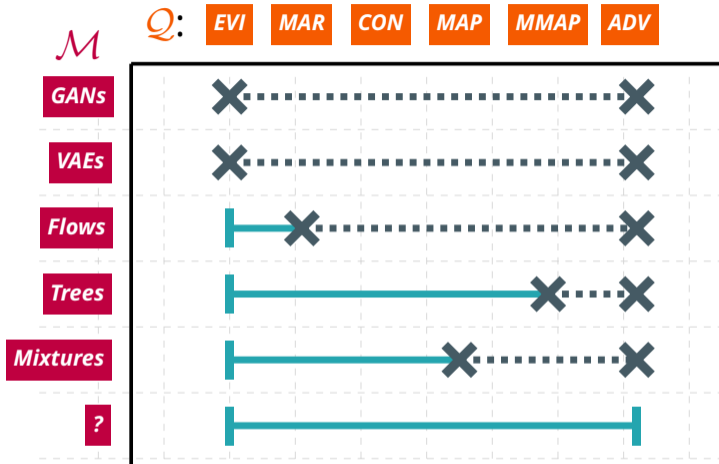 𝒬: EVI MAR CON MAP MMAP ADV
ℳ
GANs
VAEs
Flows
Trees
Mixtures
?